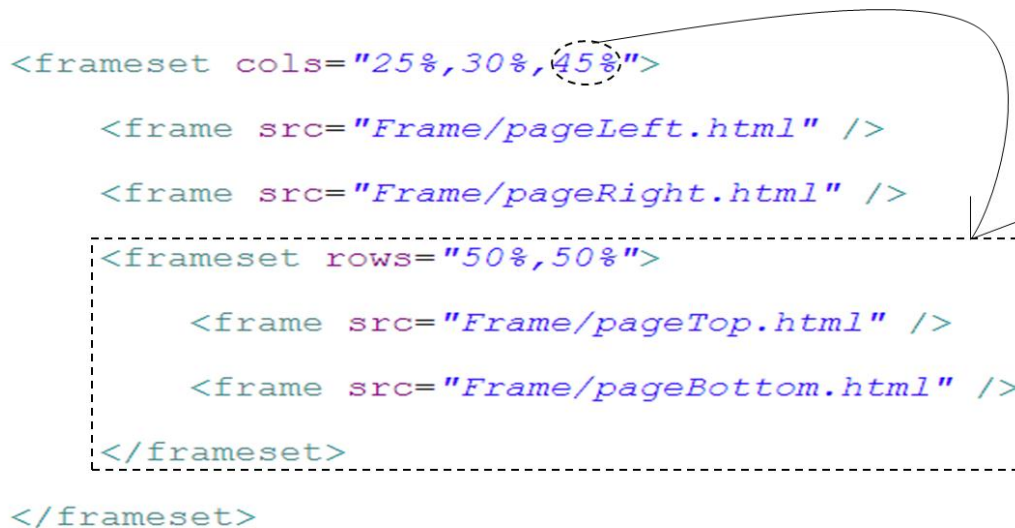 <frameset cols="25%,30%,45%">
<frame src="Frame/pageLeft.html" />
<frame src="Frame/pageRight.html" />
<frameset rows="50%,50%">
<frame src="Frame/pageTop.html" />
<frame src="Frame/pageBottom.html" />
</frameset>
</frameset>